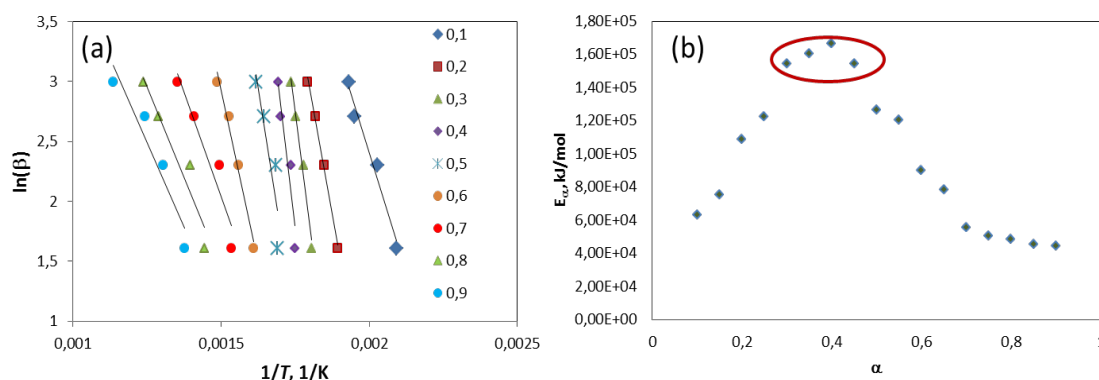 (a)
ln(β)
3,5
3
2,5
2
1,5
1
0,001
0,0015
0,002
0,0025
1/T, 1/K
0,1
0,2
0,3
0,4
0,5
0,6
0,7
0,8
0,9
(b)
Eα, kJ/mol
1,80E+05
1,60E+05
1,40E+05
1,20E+05
1,00E+05
8,00E+04
6,00E+04
4,00E+04
2,00E+04
0,00E+00
0
0,2
0,4
0,6
0,8
1
α